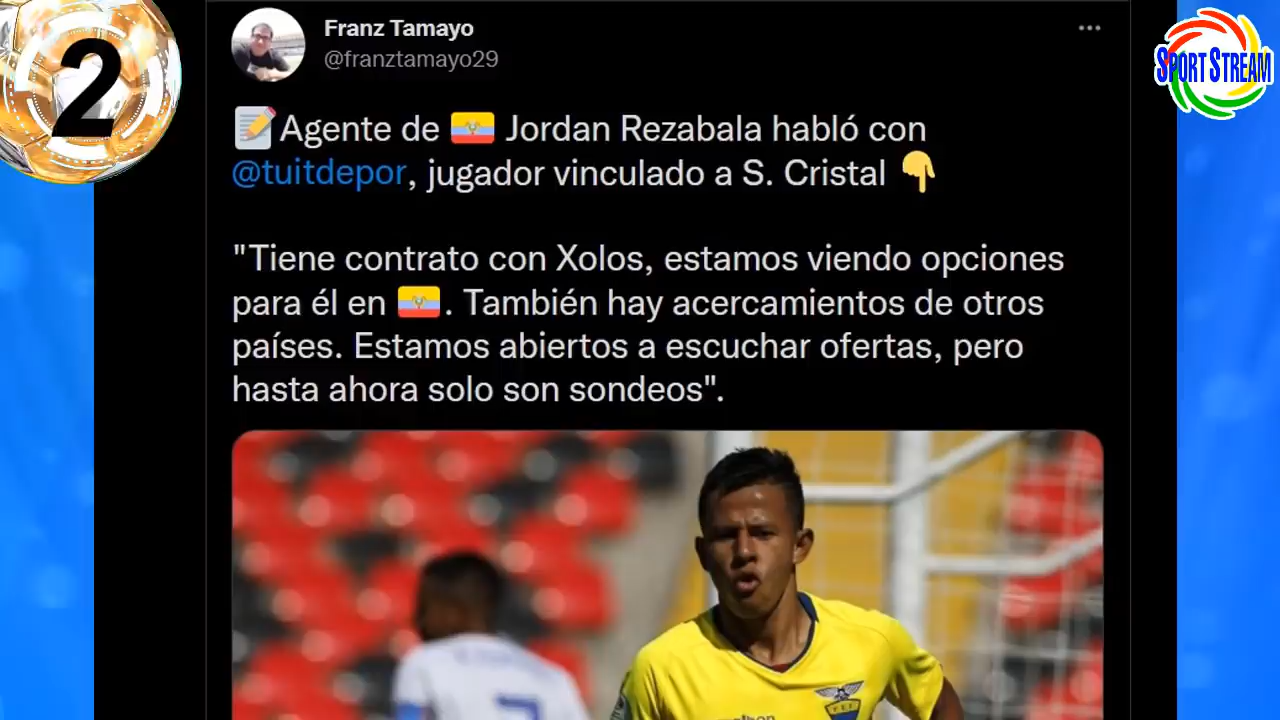 2
Franz Tamayo
@franztamayo29
SPORT STREAM
📝Agente de 🇪🇨 Jordan Rezabala habló con
@tuitdepor, jugador vinculado a S. Cristal 👇
"Tiene contrato con Xolos, estamos viendo opciones
para él en 🇪🇨. También hay acercamientos de otros
países. Estamos abiertos a escuchar ofertas, pero
hasta ahora solo son sondeos".
FEF